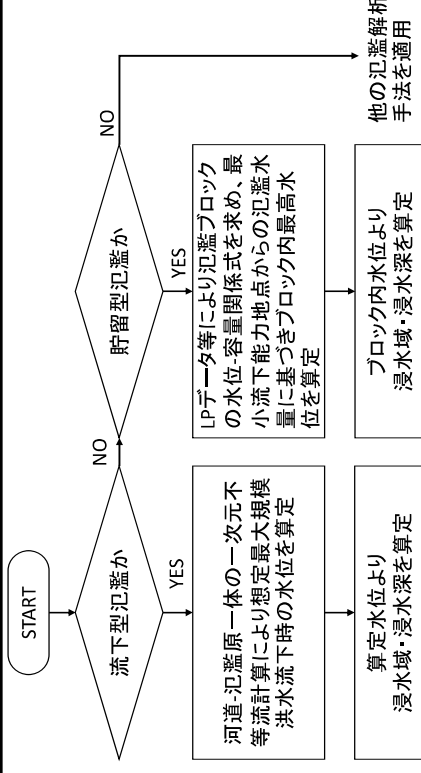 START
流下型氾濫か
NO
貯留型氾濫か
NO
YES
YES
河道-氾濫原一体の一次元不
等流計算により想定最大規模
洪水流下時の水位を算定
LPデータ等により氾濫ブロック
の水位-容量関係式を求め、最
小流下能力地点からの氾濫水
量に基づきブロック内最高水
位を算定
算定水位より
浸水域・浸水深を算定
ブロック内水位より
浸水域・浸水深を算定
他の氾濫解析
手法を適用